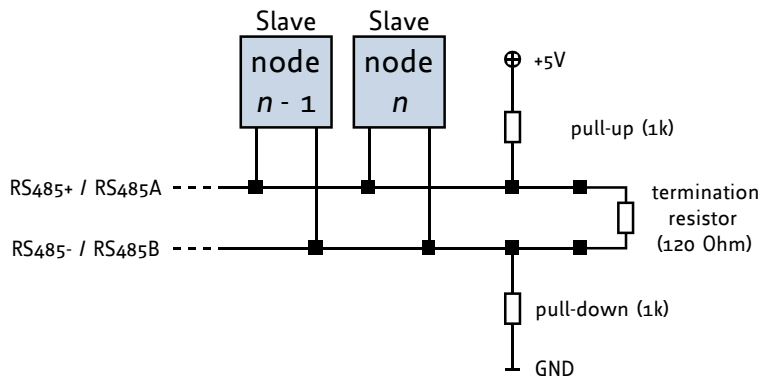 Slave
Slave
node
n - 1
node
n
+5V
pull-up (1k)
RS485+ / RS485A
termination
resistor
(120 Ohm)
RS485- / RS485B
pull-down (1k)
GND